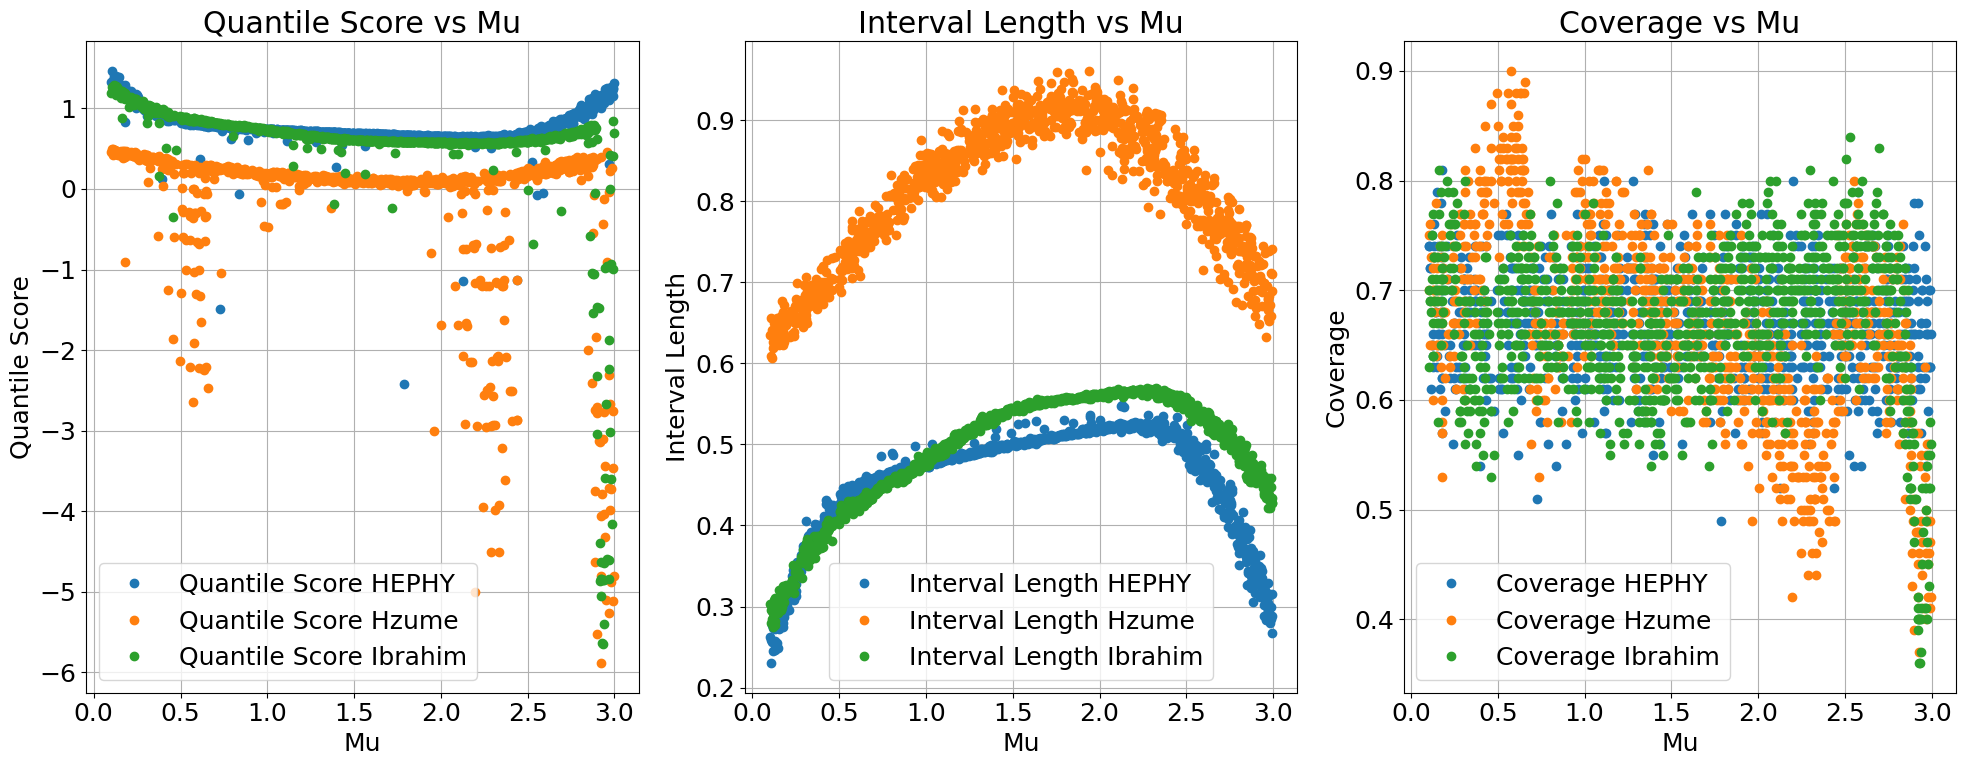 Quantile Score vs Mu
Quantile Score
1
0
−1
−2
−3
−4
−5
−6
Quantile Score HEPHY
Quantile Score Hzume
Quantile Score Ibrahim
0.0 0.5 1.0 1.5 2.0 2.5 3.0
Mu
Interval Length vs Mu
Interval Length
0.9
0.8
0.7
0.6
0.5
0.4
0.3
0.2
Interval Length HEPHY
Interval Length Hzume
Interval Length Ibrahim
0.0 0.5 1.0 1.5 2.0 2.5 3.0
Mu
Coverage vs Mu
Coverage
0.9
0.8
0.7
0.6
0.5
0.4
Coverage HEPHY
Coverage Hzume
Coverage Ibrahim
0.0 0.5 1.0 1.5 2.0 2.5 3.0
Mu